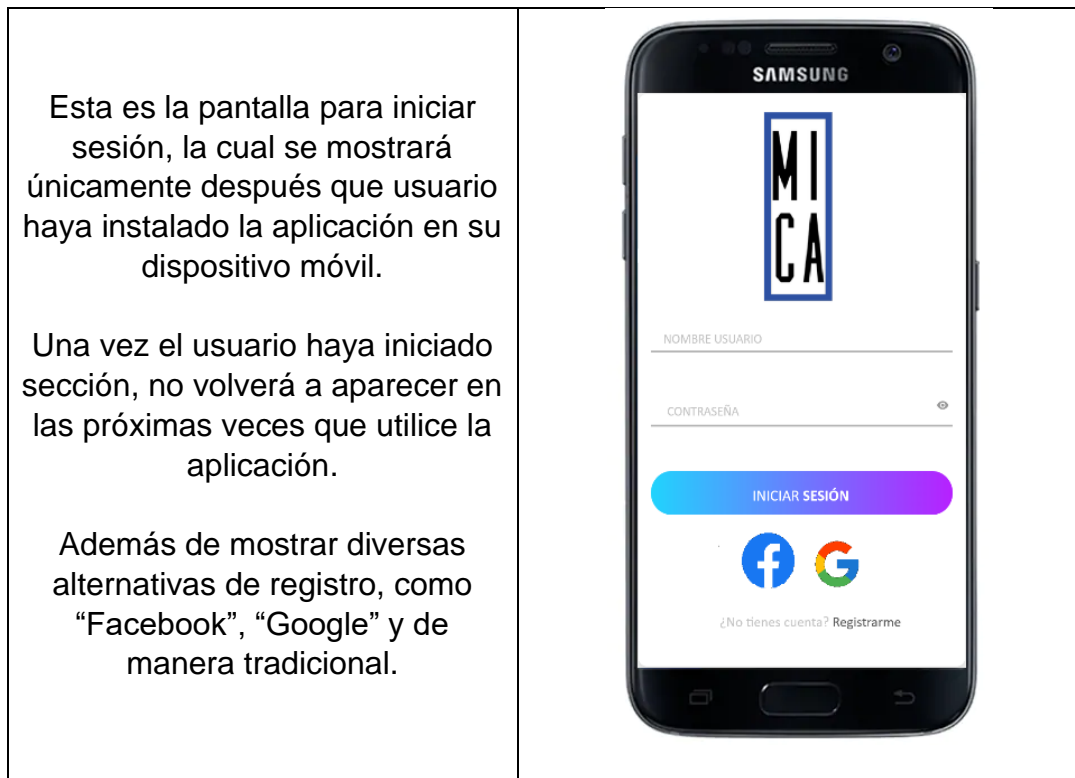 Esta es la pantalla para iniciar
sesión, la cual se mostrará
únicamente después que usuario
haya instalado la aplicación en su
dispositivo móvil.
Una vez el usuario haya iniciado
sección, no volverá a aparecer en
las próximas veces que utilice la
aplicación.
Además de mostrar diversas
alternativas de registro, como
“Facebook”, “Google” y de
manera tradicional.
SAMSUNG
MI
CA
NOMBRE USUARIO
CONTRASEÑA
INICIAR SESIÓN
¿No tienes cuenta? Registrarme